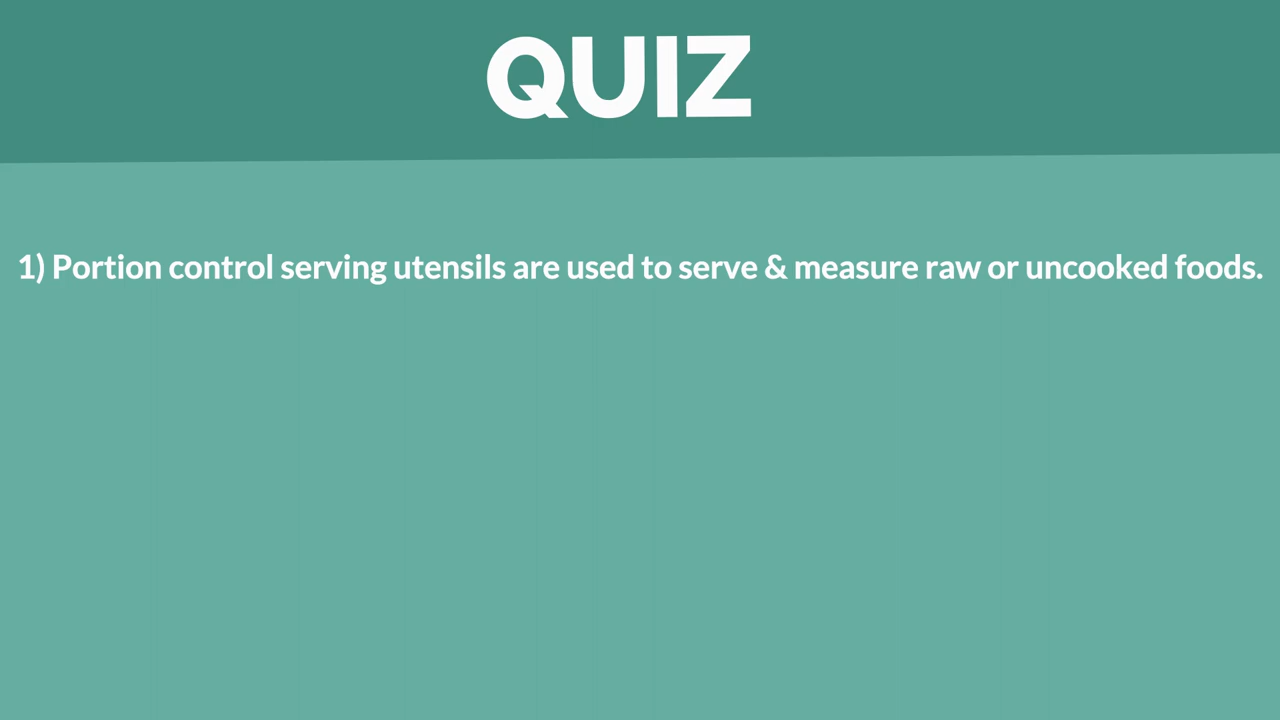 QUIZ
1) Portion control serving utensils are used to serve & measure raw or uncooked foods.